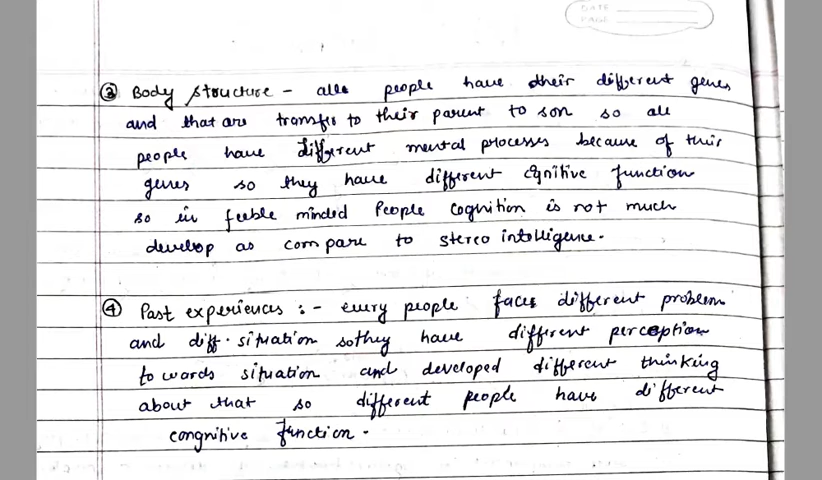 DATE
PAGE
③ Body structure - all people have their different genes
and that are transfer to their parent to son so all
people have different mental processes because of their
genes so they have different cognitive function
so in feeble minded People cognition is not much
develop as compare to stereo intelligence.
④ Past experiences :- every people faces different problem
and diff. situation so they have different perception
to wards situation and developed different thinking
about that so different people have different
congnitive function.